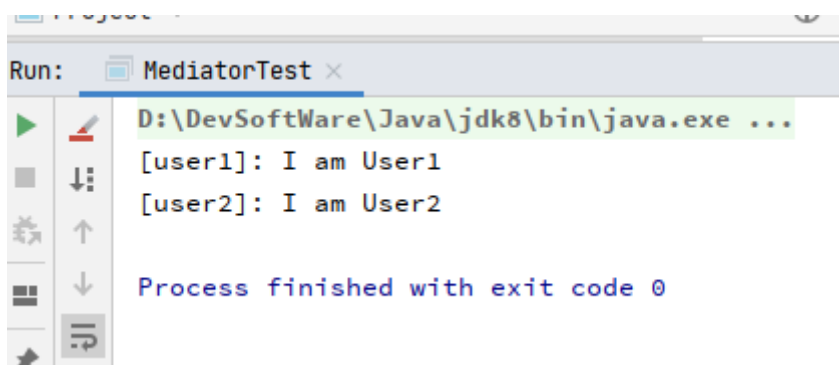 Run: MediatorTest
D:\DevSoftWare\Java\jdk8\bin\java.exe ...
[user1]: I am User1
[user2]: I am User2
Process finished with exit code 0